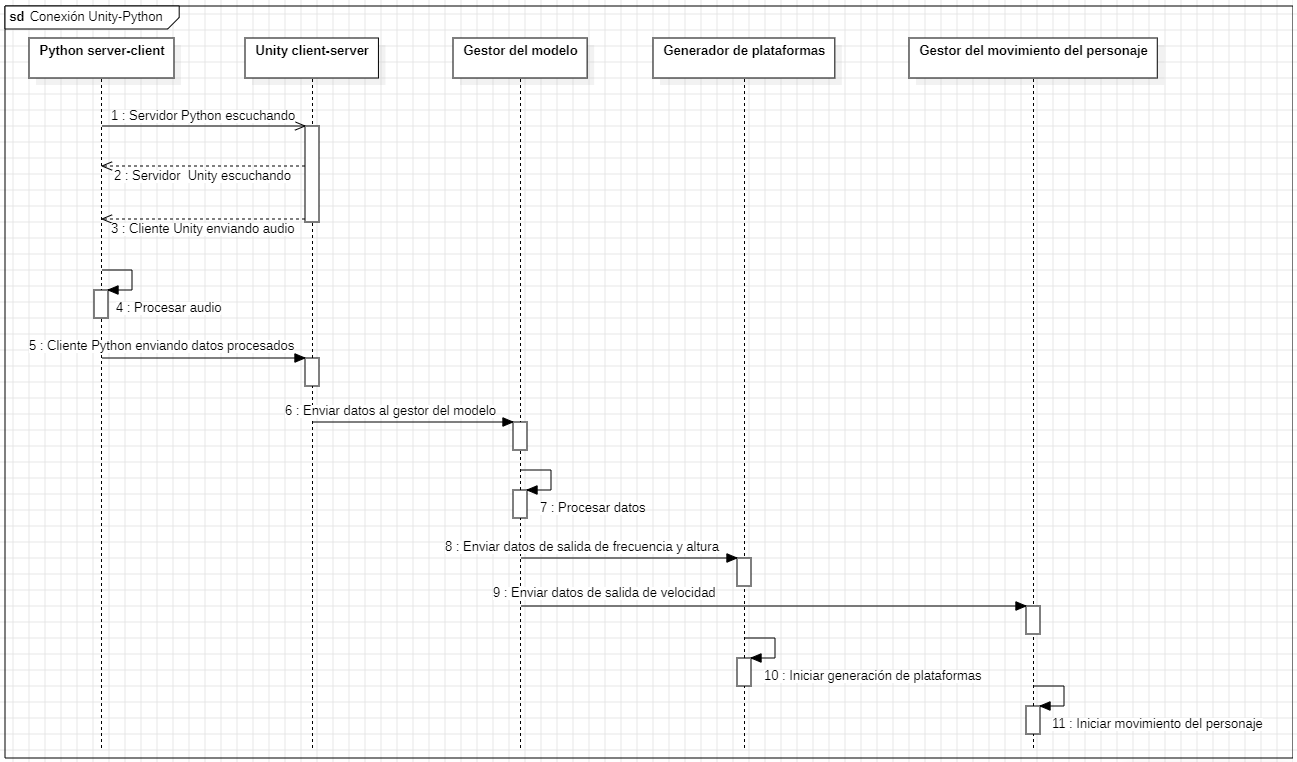 sd Conexión Unity-Python
Python server-client
Unity client-server
Gestor del modelo
Generador de plataformas
Gestor del movimiento del personaje
1 : Servidor Python escuchando
2 : Servidor  Unity escuchando
3 : Cliente Unity enviando audio
4 : Procesar audio
5 : Cliente Python enviando datos procesados
6 : Enviar datos al gestor del modelo
7 : Procesar datos
8 : Enviar datos de salida de frecuencia y altura
9 : Enviar datos de salida de velocidad
10 : Iniciar generación de plataformas
11 : Iniciar movimiento del personaje